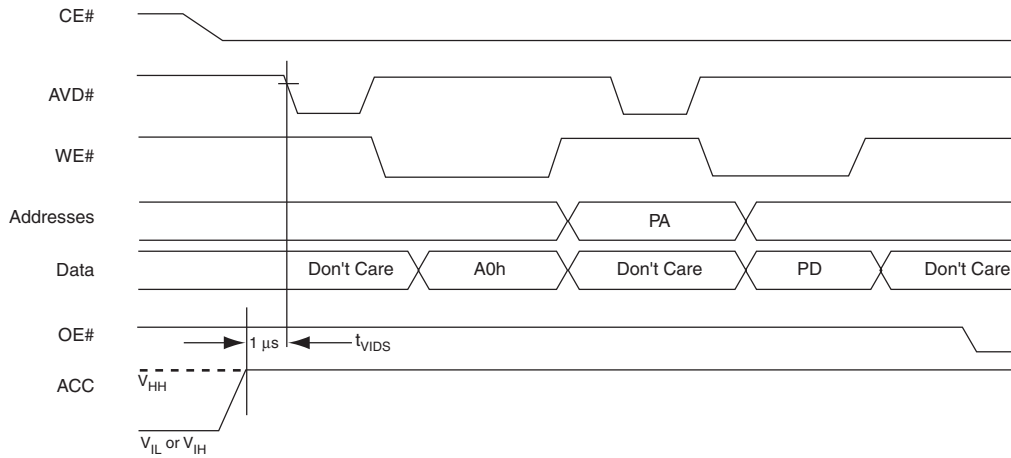 CE#
AVD#
WE#
Addresses PA
Data Don't Care A0h Don't Care PD Don't Care
OE# 1 μs tVIDS
ACC VHH
VIL or VIH